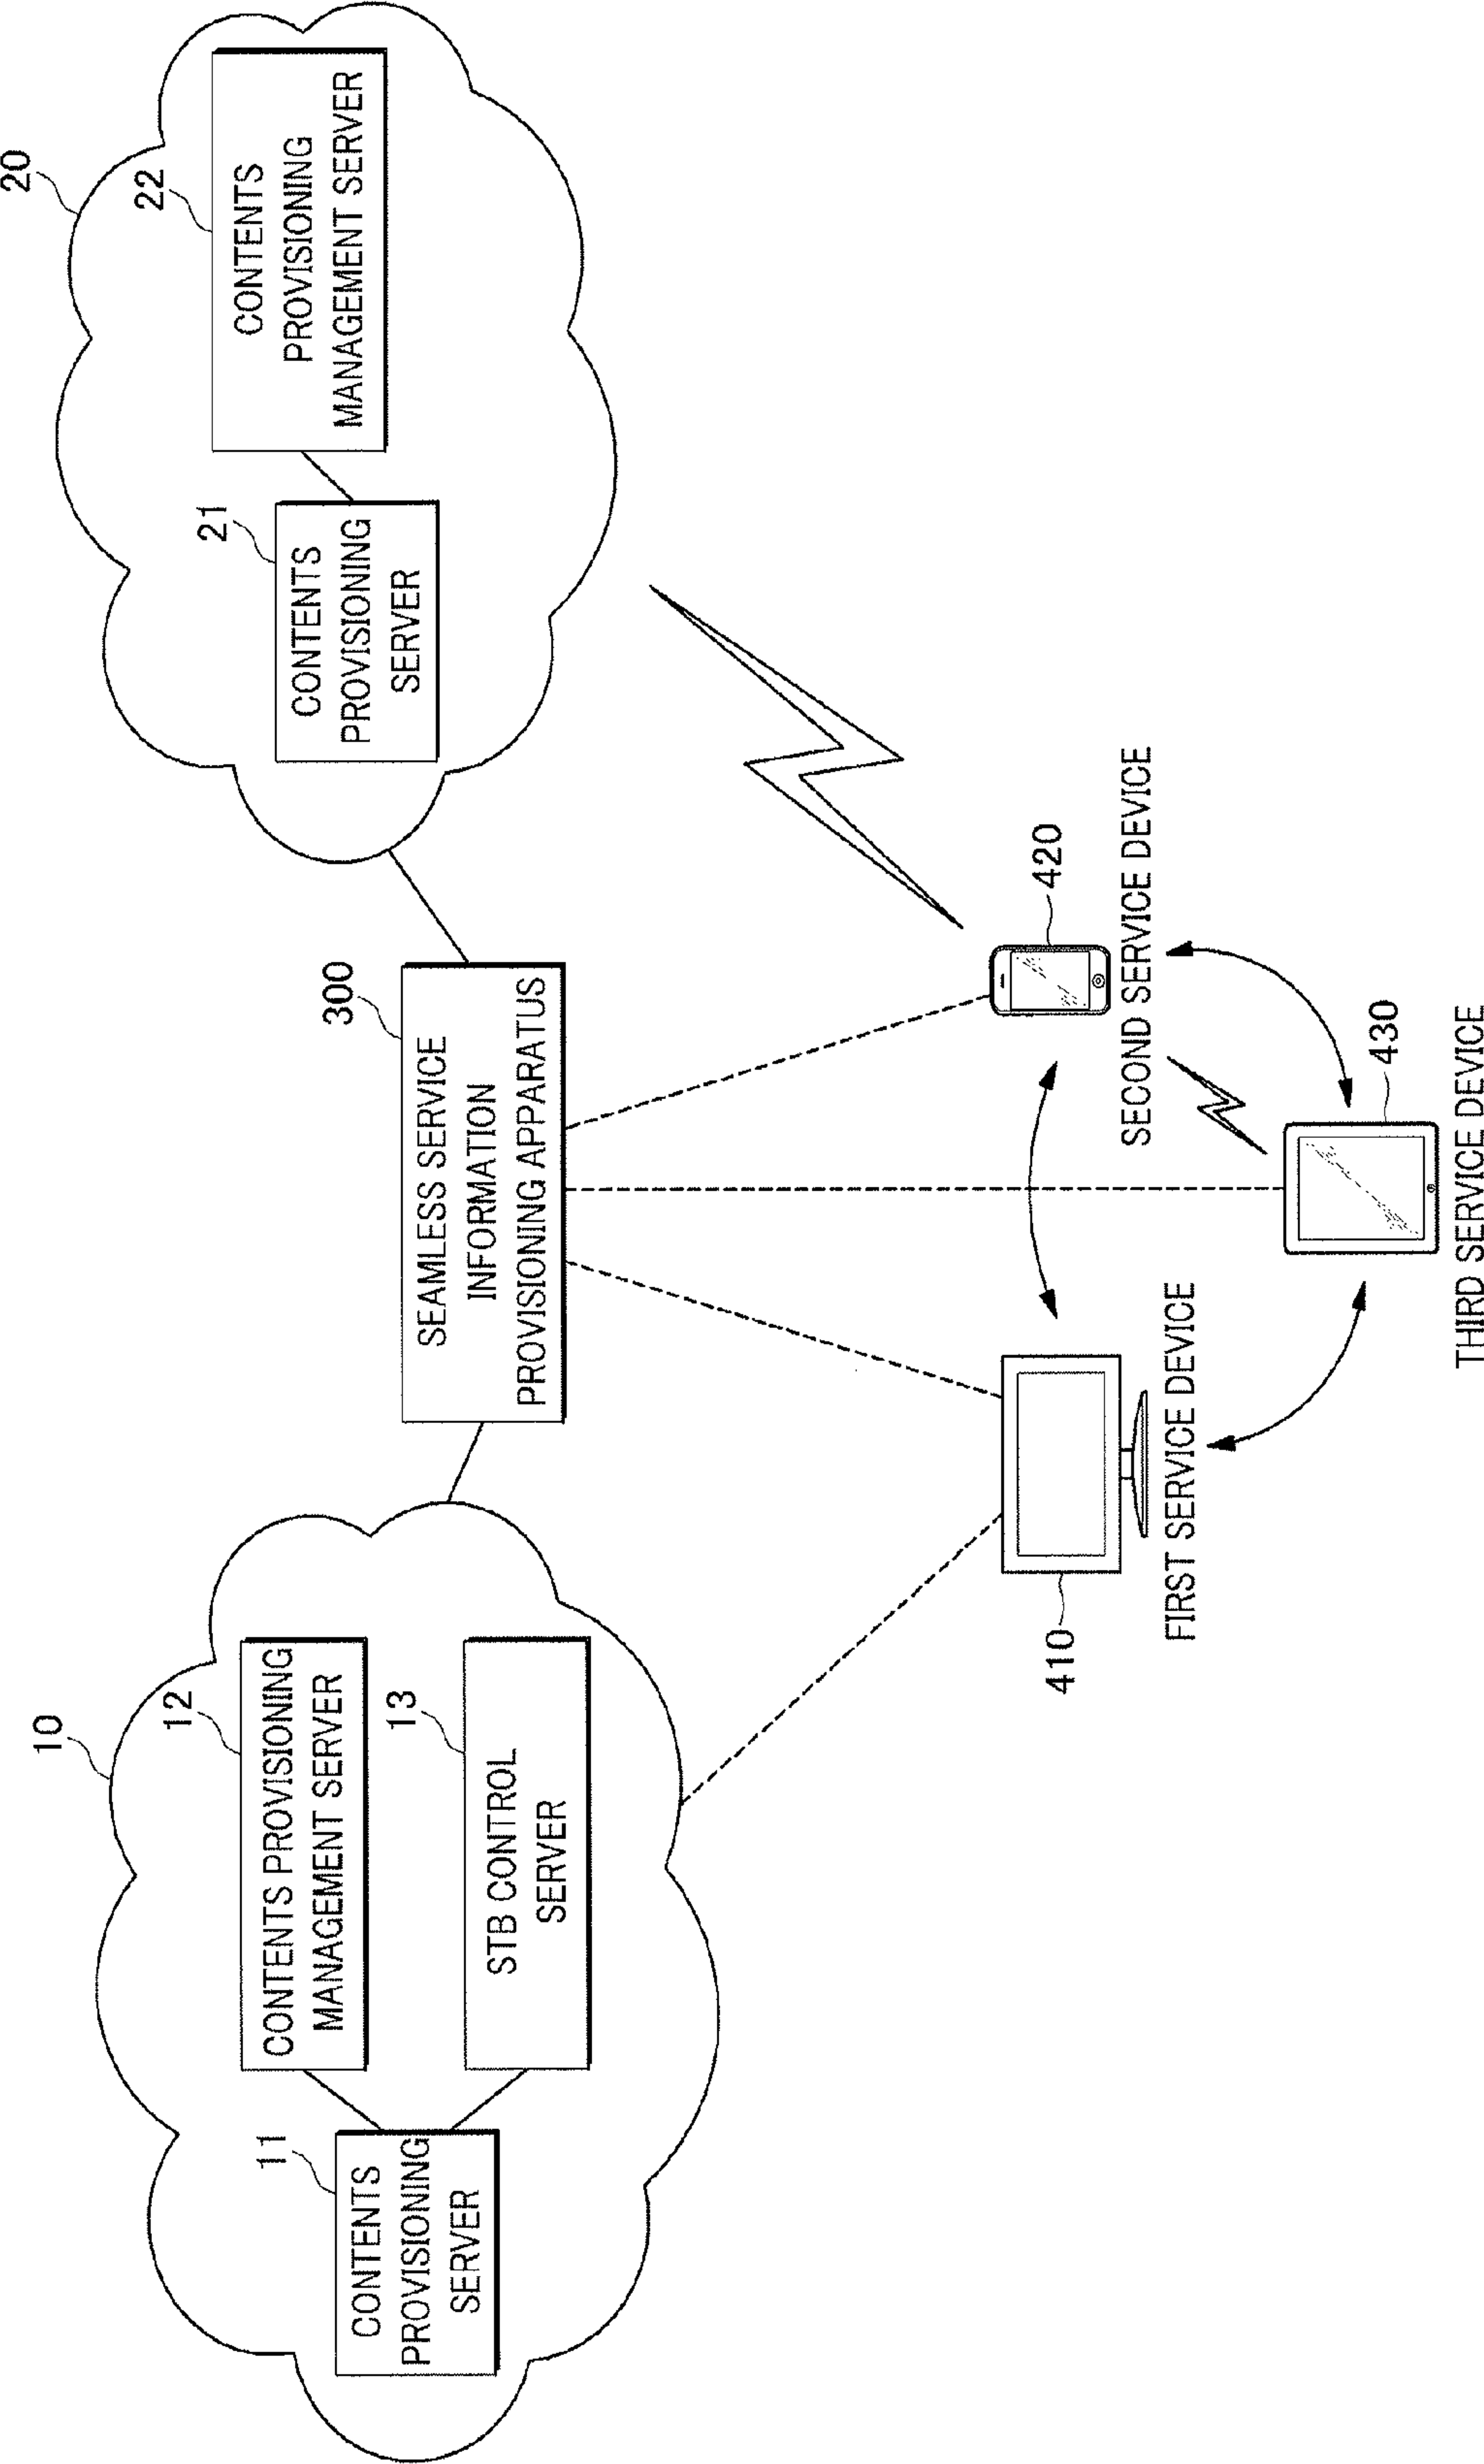 10
12
CONTENTS PROVISIONING
MANAGEMENT SERVER
11
CONTENTS
PROVISIONING
SERVER
13
STB CONTROL
SERVER
300
SEAMLESS SERVICE
INFORMATION
PROVISIONING APPARATUS
20
22
CONTENTS
PROVISIONING
MANAGEMENT SERVER
21
CONTENTS
PROVISIONING
SERVER
410
FIRST SERVICE DEVICE
420
SECOND SERVICE DEVICE
430
THIRD SERVICE DEVICE